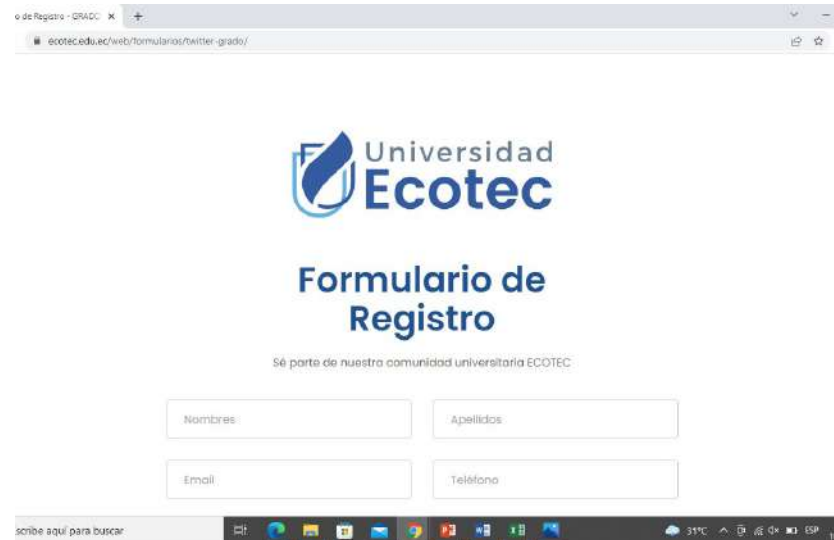 o de Registro - GRADO
ecotec.edu.ec/web/formularios/twitter-grado/
Universidad
Ecotec
Formulario de
Registro
Sé parte de nuestra comunidad universitaria ECOTEC
Nombres
Apellidos
Email
Teléfono
scribe aquí para buscar
31°C
ESP